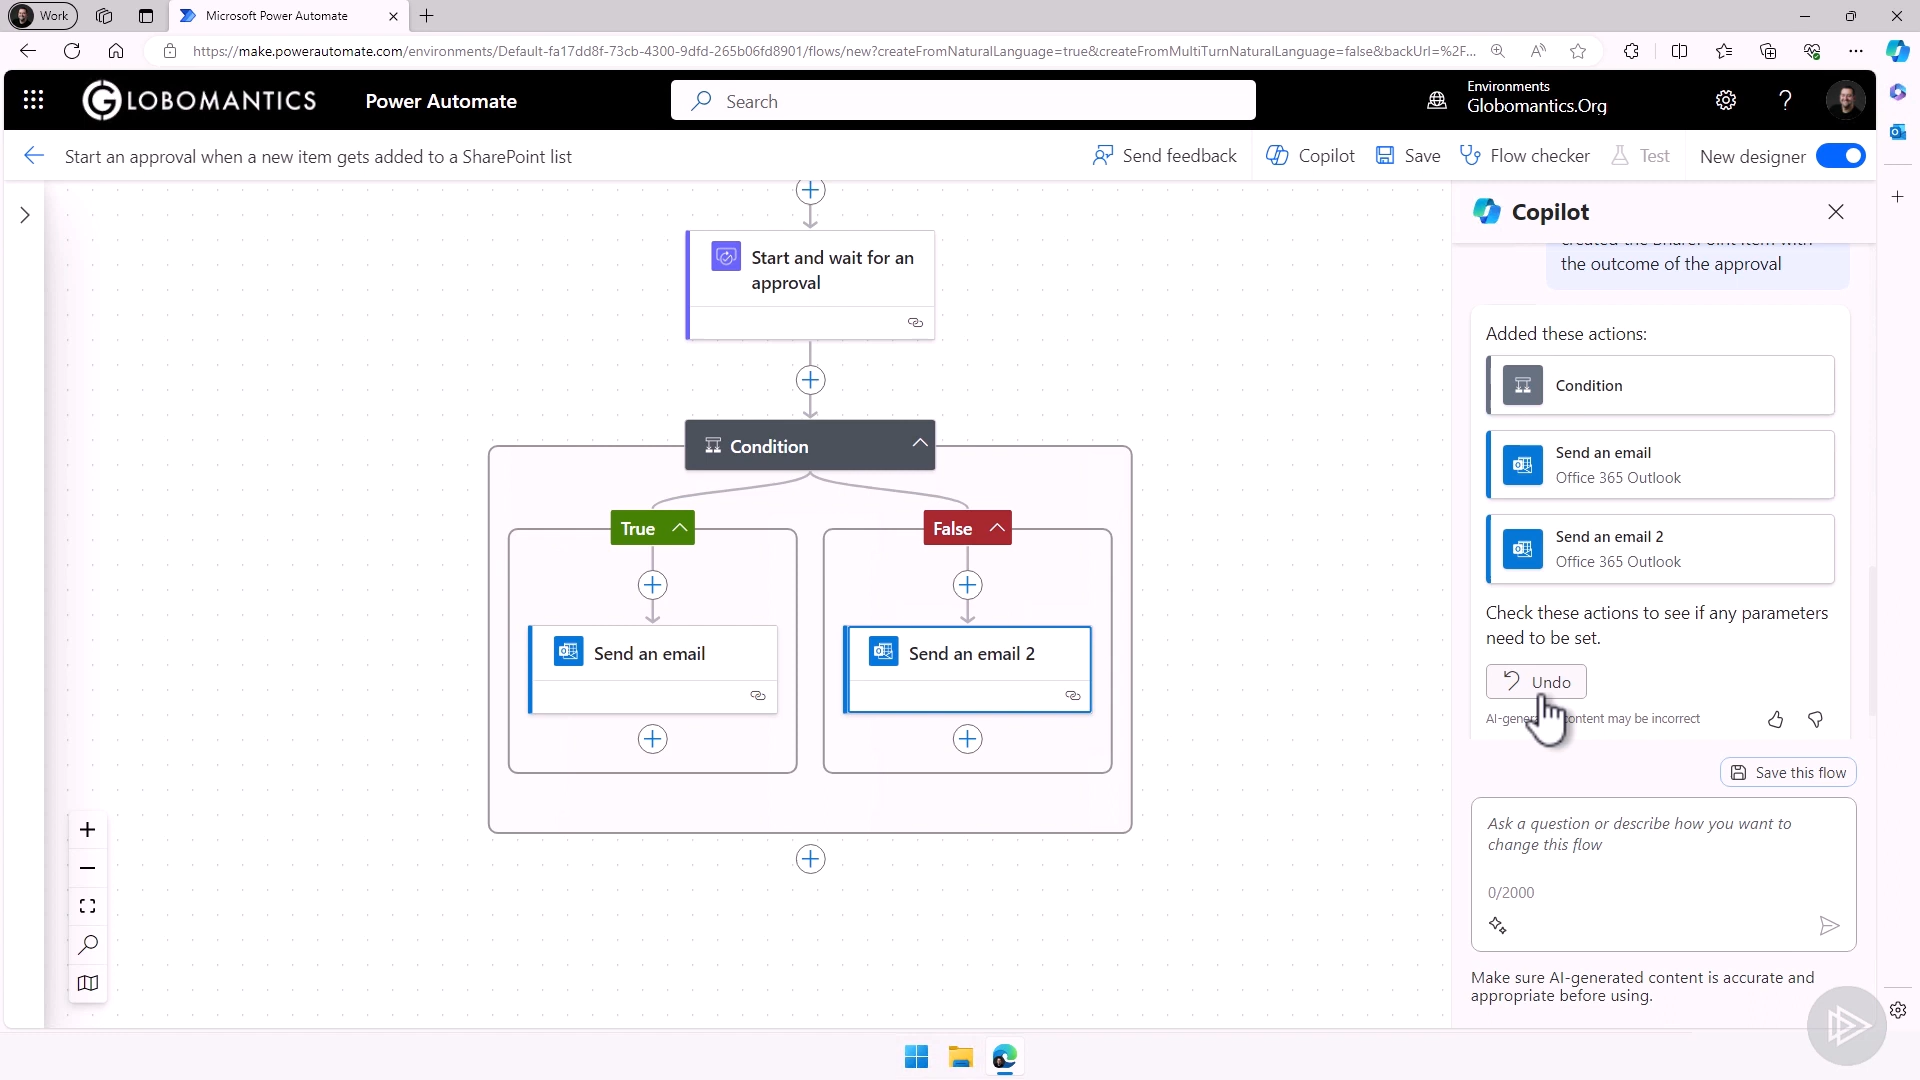 Work
Microsoft Power Automate
https://make.powerautomate.com/environments/Default-fa17dd8f-73cb-4300-9dfd-265b06fd8901/flows/new?createFromNaturalLanguage=true&createFromMultiTurnNaturalLanguage=false&backUrl=%2F...
GLOBOMANTICS
Power Automate
Search
Environments
Globomantics.Org
Start an approval when a new item gets added to a SharePoint list
Send feedback
Copilot
Save
Flow checker
Test
New designer
Start and wait for an
approval
Condition
True
False
Send an email
Send an email 2
Copilot
created the SharePoint item with
the outcome of the approval
Added these actions:
Condition
Send an email
Office 365 Outlook
Send an email 2
Office 365 Outlook
Check these actions to see if any parameters
need to be set.
Undo
content may be incorrect
Save this flow
Ask a question or describe how you want to
change this flow
0/2000
Make sure AI-generated content is accurate and
appropriate before using.